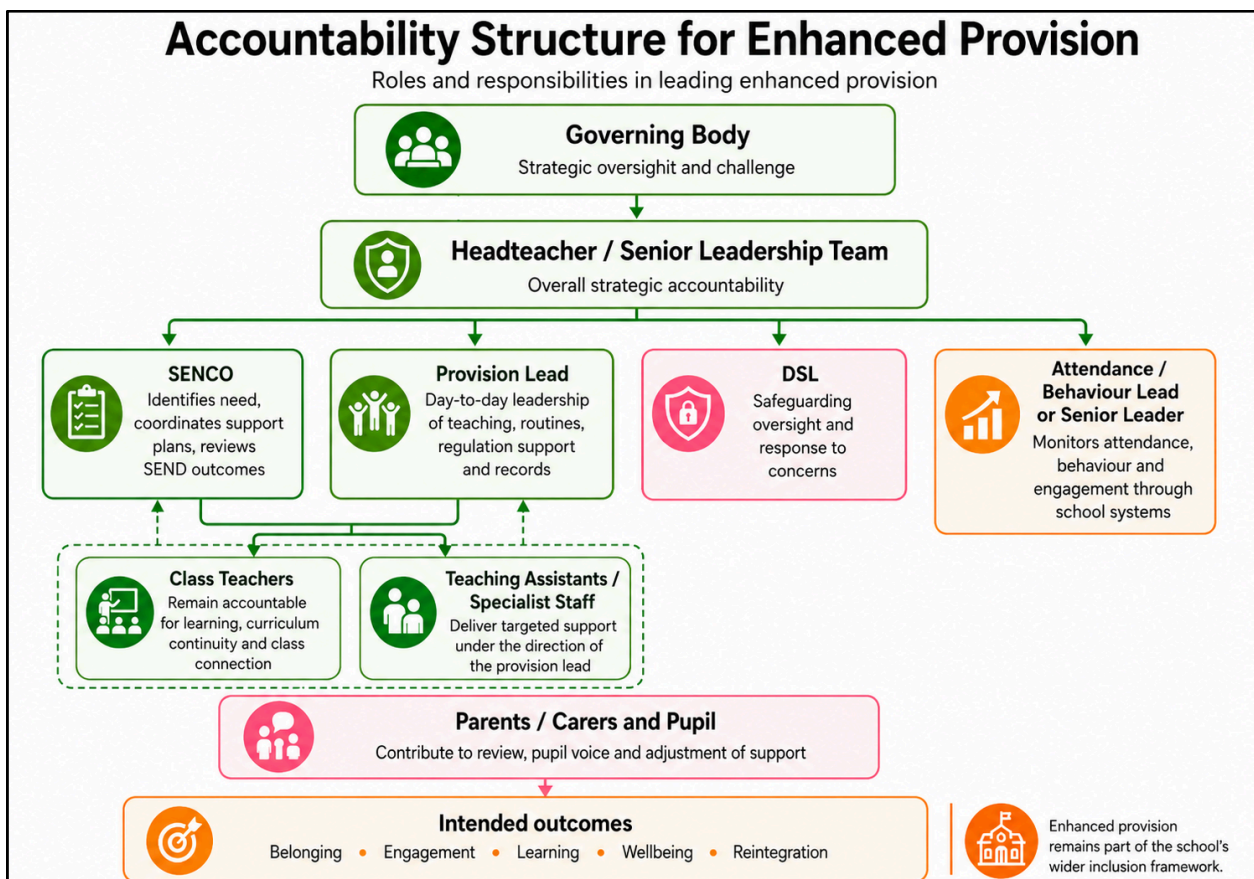 Accountability Structure for Enhanced Provision
Roles and responsibilities in leading enhanced provision
Governing Body
Strategic oversighit and challenge
Headteacher / Senior Leadership Team
Overall strategic accountability
SENCO
Identifies need,
coordinates support
plans, reviews
SEND outcomes
Provision Lead
Day-to-day leadership
of teaching, routines,
regulation support
and records
DSL
Safeguarding
oversight and
response to
concerns
Attendance /
Behaviour Lead
or Senior Leader
Monitors attendance,
behaviour and
engagement through
school systems
Class Teachers
Remain accountable
for learning, curriculum
continuity and class
connection
Teaching Assistants /
Specialist Staff
Deliver targeted support
under the direction of
the provision lead
Parents / Carers and Pupil
Contribute to review, pupil voice and adjustment of support
Intended outcomes
Belonging • Engagement • Learning • Wellbeing • Reintegration
Enhanced provision
remains part of the school's
wider inclusion framework.